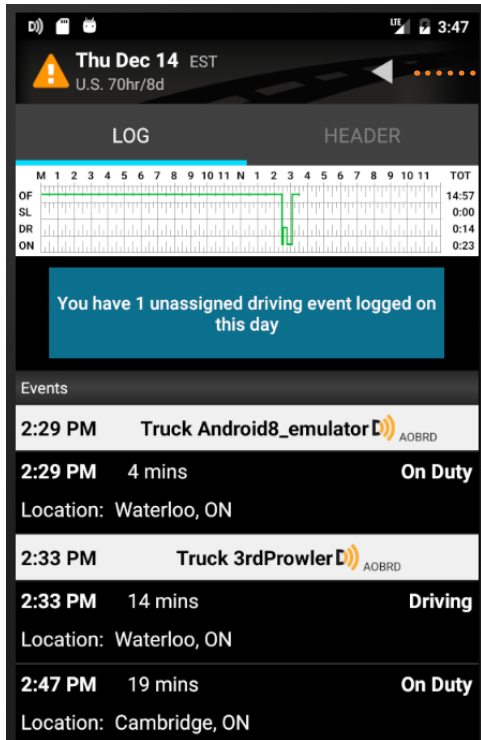 D)) LTE 3:47
Thu Dec 14 EST
U.S. 70hr/8d
LOG HEADER
M 1 2 3 4 5 6 7 8 9 10 11 N 1 2 3 4 5 6 7 8 9 10 11 TOT
OF 14:57
SL 0:00
DR 0:14
ON 0:23
You have 1 unassigned driving event logged on
this day
Events
2:29 PM Truck Android8_emulator D)) AOBRD
2:29 PM 4 mins On Duty
Location: Waterloo, ON
2:33 PM Truck 3rdProwler D)) AOBRD
2:33 PM 14 mins Driving
Location: Waterloo, ON
2:47 PM 19 mins On Duty
Location: Cambridge, ON